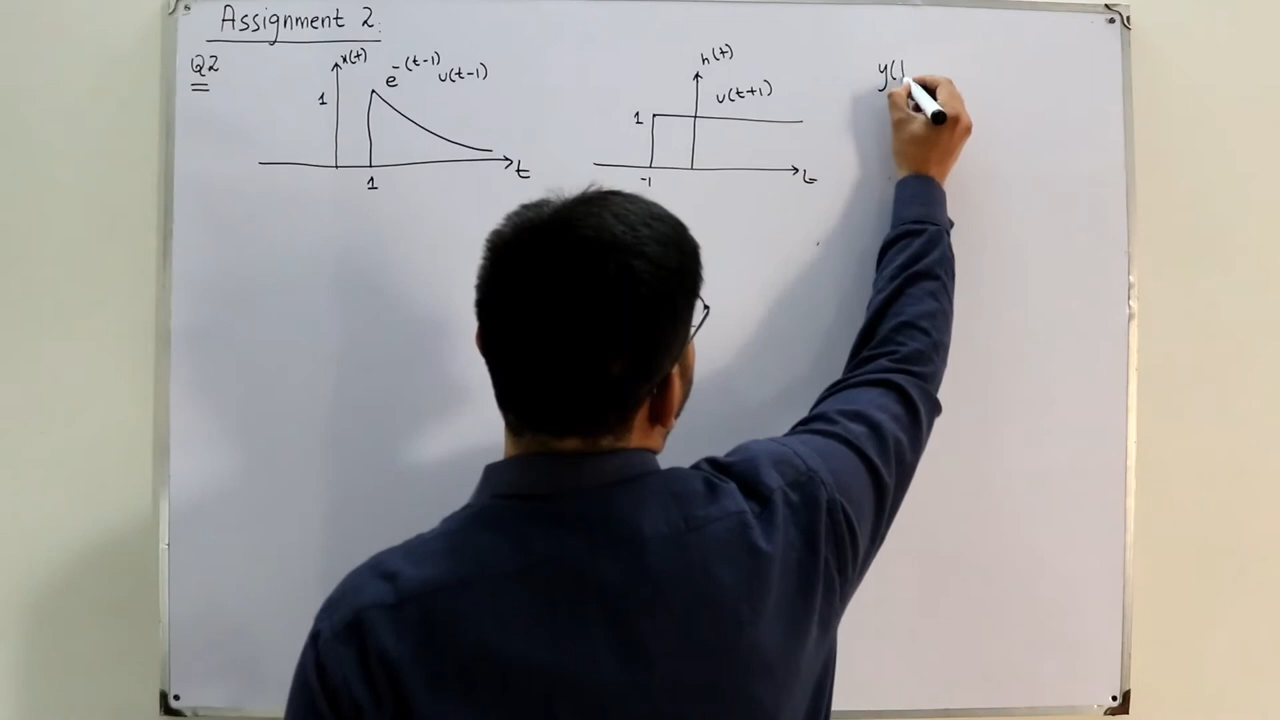 Assignment 2:
Q2
x(t)
e^-(t-1) u(t-1)
1
t
1
h(t)
u(t+1)
1
-1
t
y(